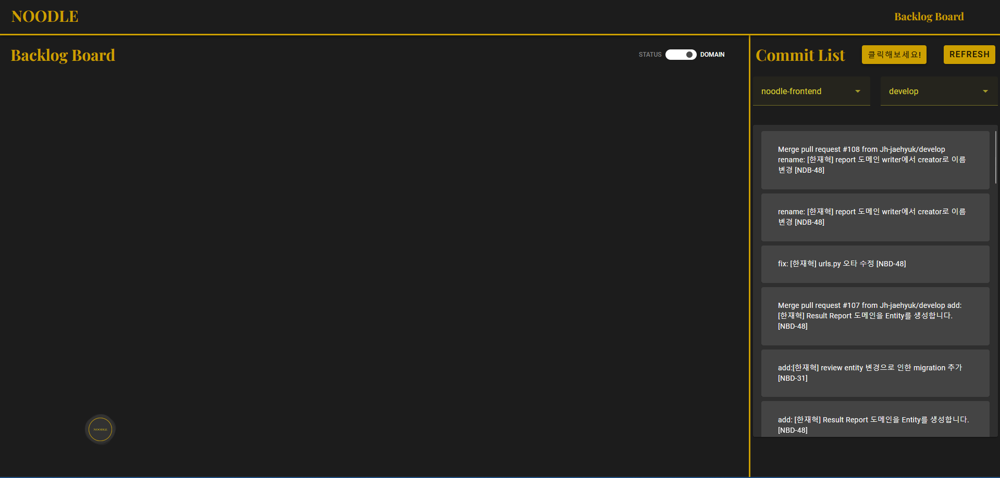 NOODLE
Backlog Board
Backlog Board
STATUS
DOMAIN
Commit List
클릭해보세요!
REFRESH
noodle-frontend
develop
Merge pull request #108 from Jh-jaehyuk/develop
rename: [한재혁] report 도메인 writer에서 creator로 이름
변경 [NDB-48]
rename: [한재혁] report 도메인 writer에서 creator로 이름
변경 [NDB-48]
fix: [한재혁] urls.py 오타 수정 [NBD-48]
Merge pull request #107 from Jh-jaehyuk/develop add:
[한재혁] Result Report 도메인을 Entity를 생성합니다.
[NBD-48]
add:[한재혁] review entity 변경으로 인한 migration 추가
[NBD-31]
add: [한재혁] Result Report 도메인을 Entity를 생성합니다.
[NBD-48]
NOODLE